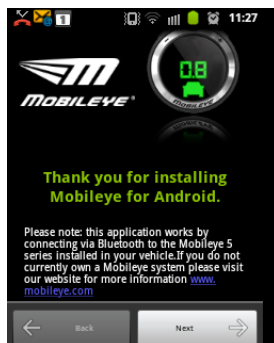 1
11:27
0.8
MOBILEYE
MOBILEYE
Thank you for installing
Mobileye for Android.
Please note: this application works by
connecting via Bluetooth to the Mobileye 5
series installed in your vehicle.If you do not
currently own a Mobileye system please visit
our website for more information www.
mobileye.com
Back
Next